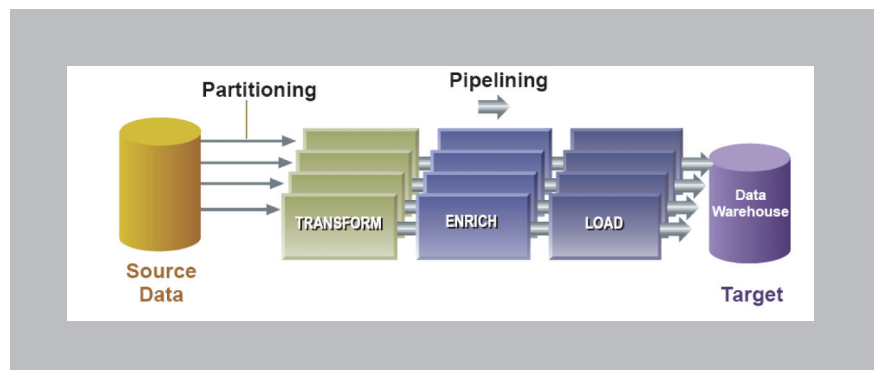 Partitioning
Pipelining
TRANSFORM
ENRICH
LOAD
Data
Warehouse
Source
Data
Target